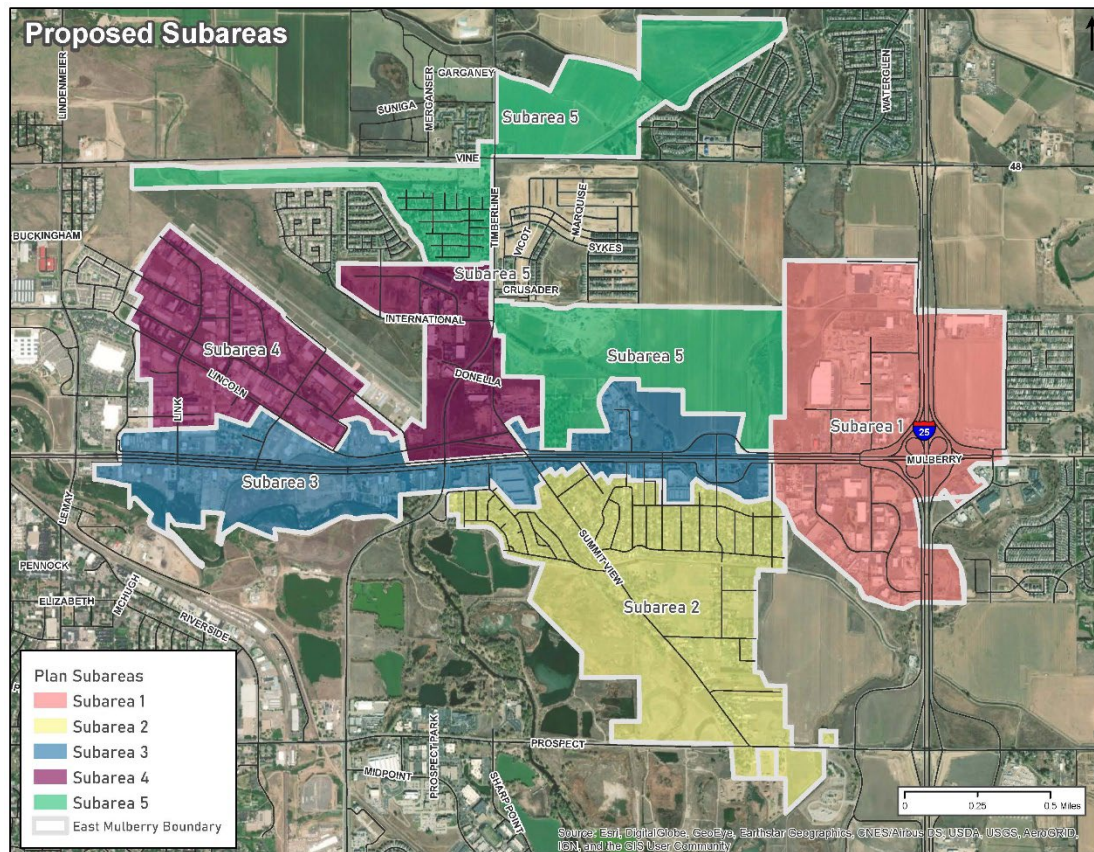 Proposed Subareas
LINDENMEIER
GARGANEY
SUNIGA
MERGANSER
WATERGLEN
Subarea 5
VINE
48
TIMBERLINE
MARQUISE
VICOT
SYKES
BUCKINGHAM
Subarea 5
CRUSADER
INTERNATIONAL
Subarea 4
Subarea 5
DONELLA
LINCOLN
LINK
Subarea 1
25
MULBERRY
Subarea 3
LEMAY
SUMMIT VIEW
PENNOCK
MCHUGH
ELIZABETH
RIVERSIDE
Subarea 2
PROSPECT
MIDPOINT
PROSPECT PARK
SHARP POINT
Plan Subareas
Subarea 1
Subarea 2
Subarea 3
Subarea 4
Subarea 5
East Mulberry Boundary
0 0.25 0.5 Miles
Source: Esri, DigitalGlobe, GeoEye, Earthstar Geographics, CNES/Airbus DS, USDA, USGS, AeroGRID,
IGN, and the GIS User Community